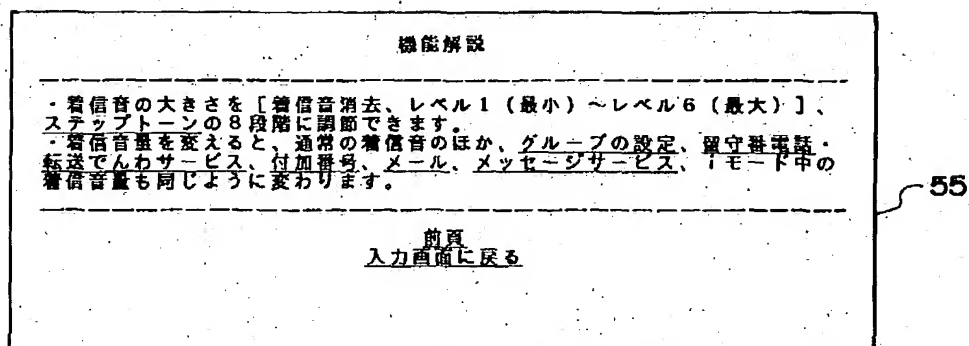 機能解説
・着信音の大きさを[着信音消去、レベル1(最小)~レベル6(最大)]、
ステップトーンの8段階に調節できます。
・着信音量を変えると、通常の着信音のほか、グループの設定、留守番電話・
転送でんわサービス、付加番号、メール、メッセージサービス、iモード中の
着信音量も同じように変わります。
前頁
入力画面に戻る
55